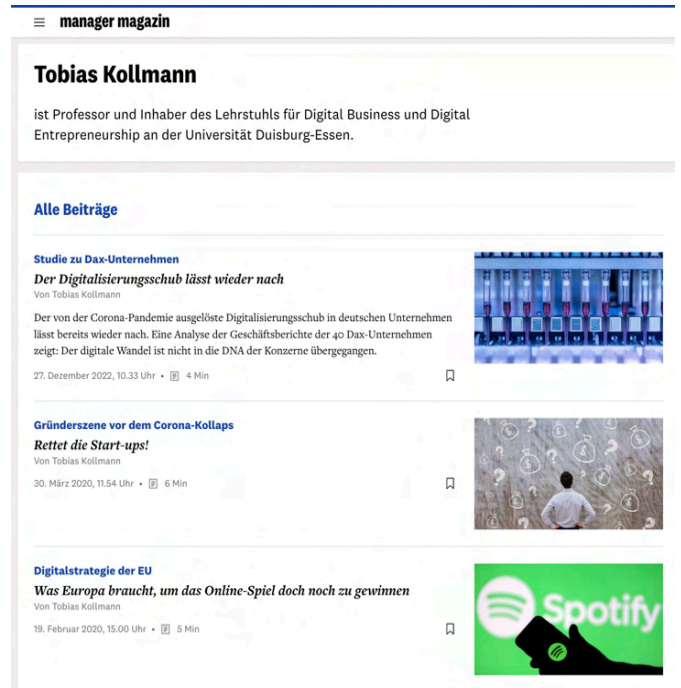 manager magazin
Tobias Kollmann
ist Professor und Inhaber des Lehrstuhls für Digital Business und Digital
Entrepreneurship an der Universität Duisburg-Essen.
Alle Beiträge
Studie zu Dax-Unternehmen
Der Digitalisierungsschub lässt wieder nach
Von Tobias Kollmann
Der von der Corona-Pandemie ausgelöste Digitalisierungsschub in deutschen Unternehmen
lässt bereits wieder nach. Eine Analyse der Geschäftsberichte der 40 Dax-Unternehmen
zeigt: Der digitale Wandel ist nicht in die DNA der Konzerne übergegangen.
27. Dezember 2022, 10.33 Uhr • 4 Min
Gründerszene vor dem Corona-Kollaps
Rettet die Start-ups!
Von Tobias Kollmann
30. März 2020, 11.54 Uhr • 6 Min
Digitalstrategie der EU
Was Europa braucht, um das Online-Spiel doch noch zu gewinnen
Von Tobias Kollmann
19. Februar 2020, 15.00 Uhr • 5 Min
Spotify